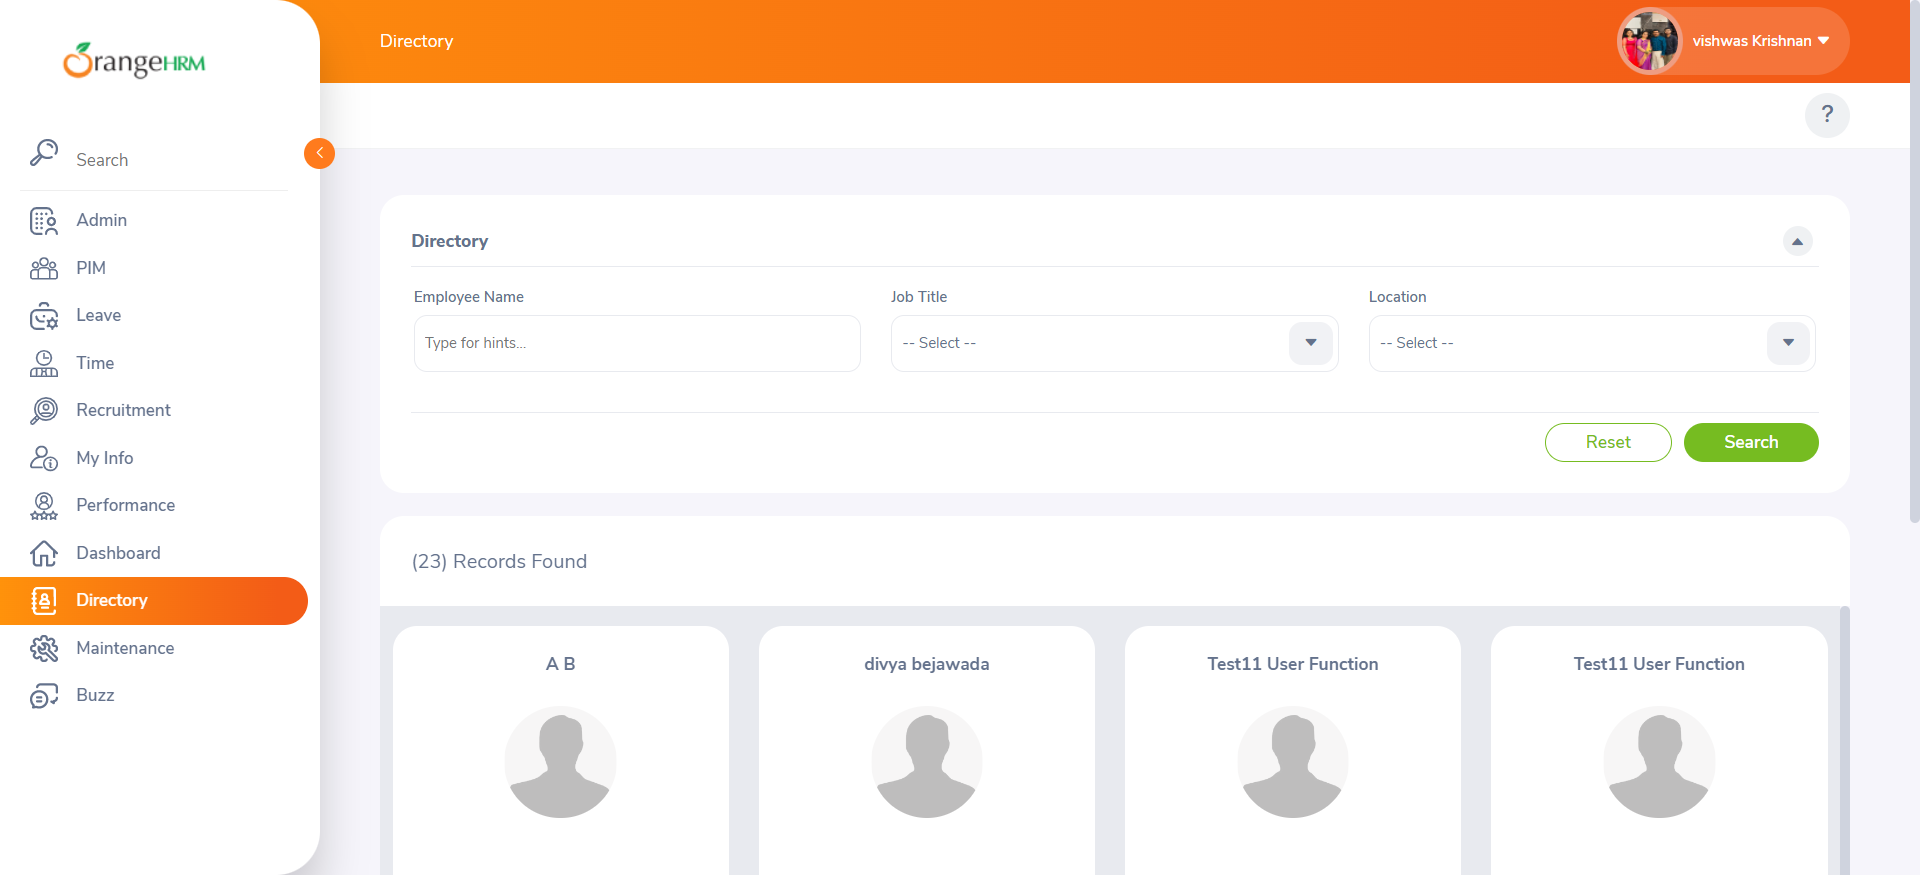 OrangeHRM
Directory
vishwas Krishnan
?
Search
Admin
PIM
Leave
Time
Recruitment
My Info
Performance
Dashboard
Directory
Maintenance
Buzz
Directory
Employee Name
Job Title
Location
Type for hints...
-- Select --
-- Select --
Reset
Search
(23) Records Found
A B
divya bejawada
Test11 User Function
Test11 User Function